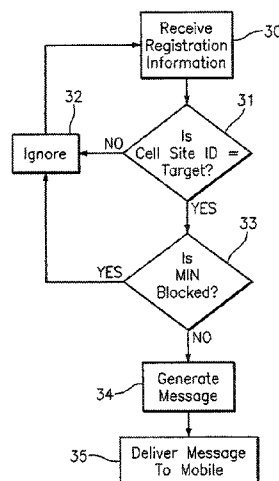 Receive
Registration
Information
30
32
31
Is
Cell Site ID =
Target?
NO
Ignore
YES
33
Is
MIN
Blocked?
YES
NO
Generate
Message
34
35
Deliver Message
To Mobile